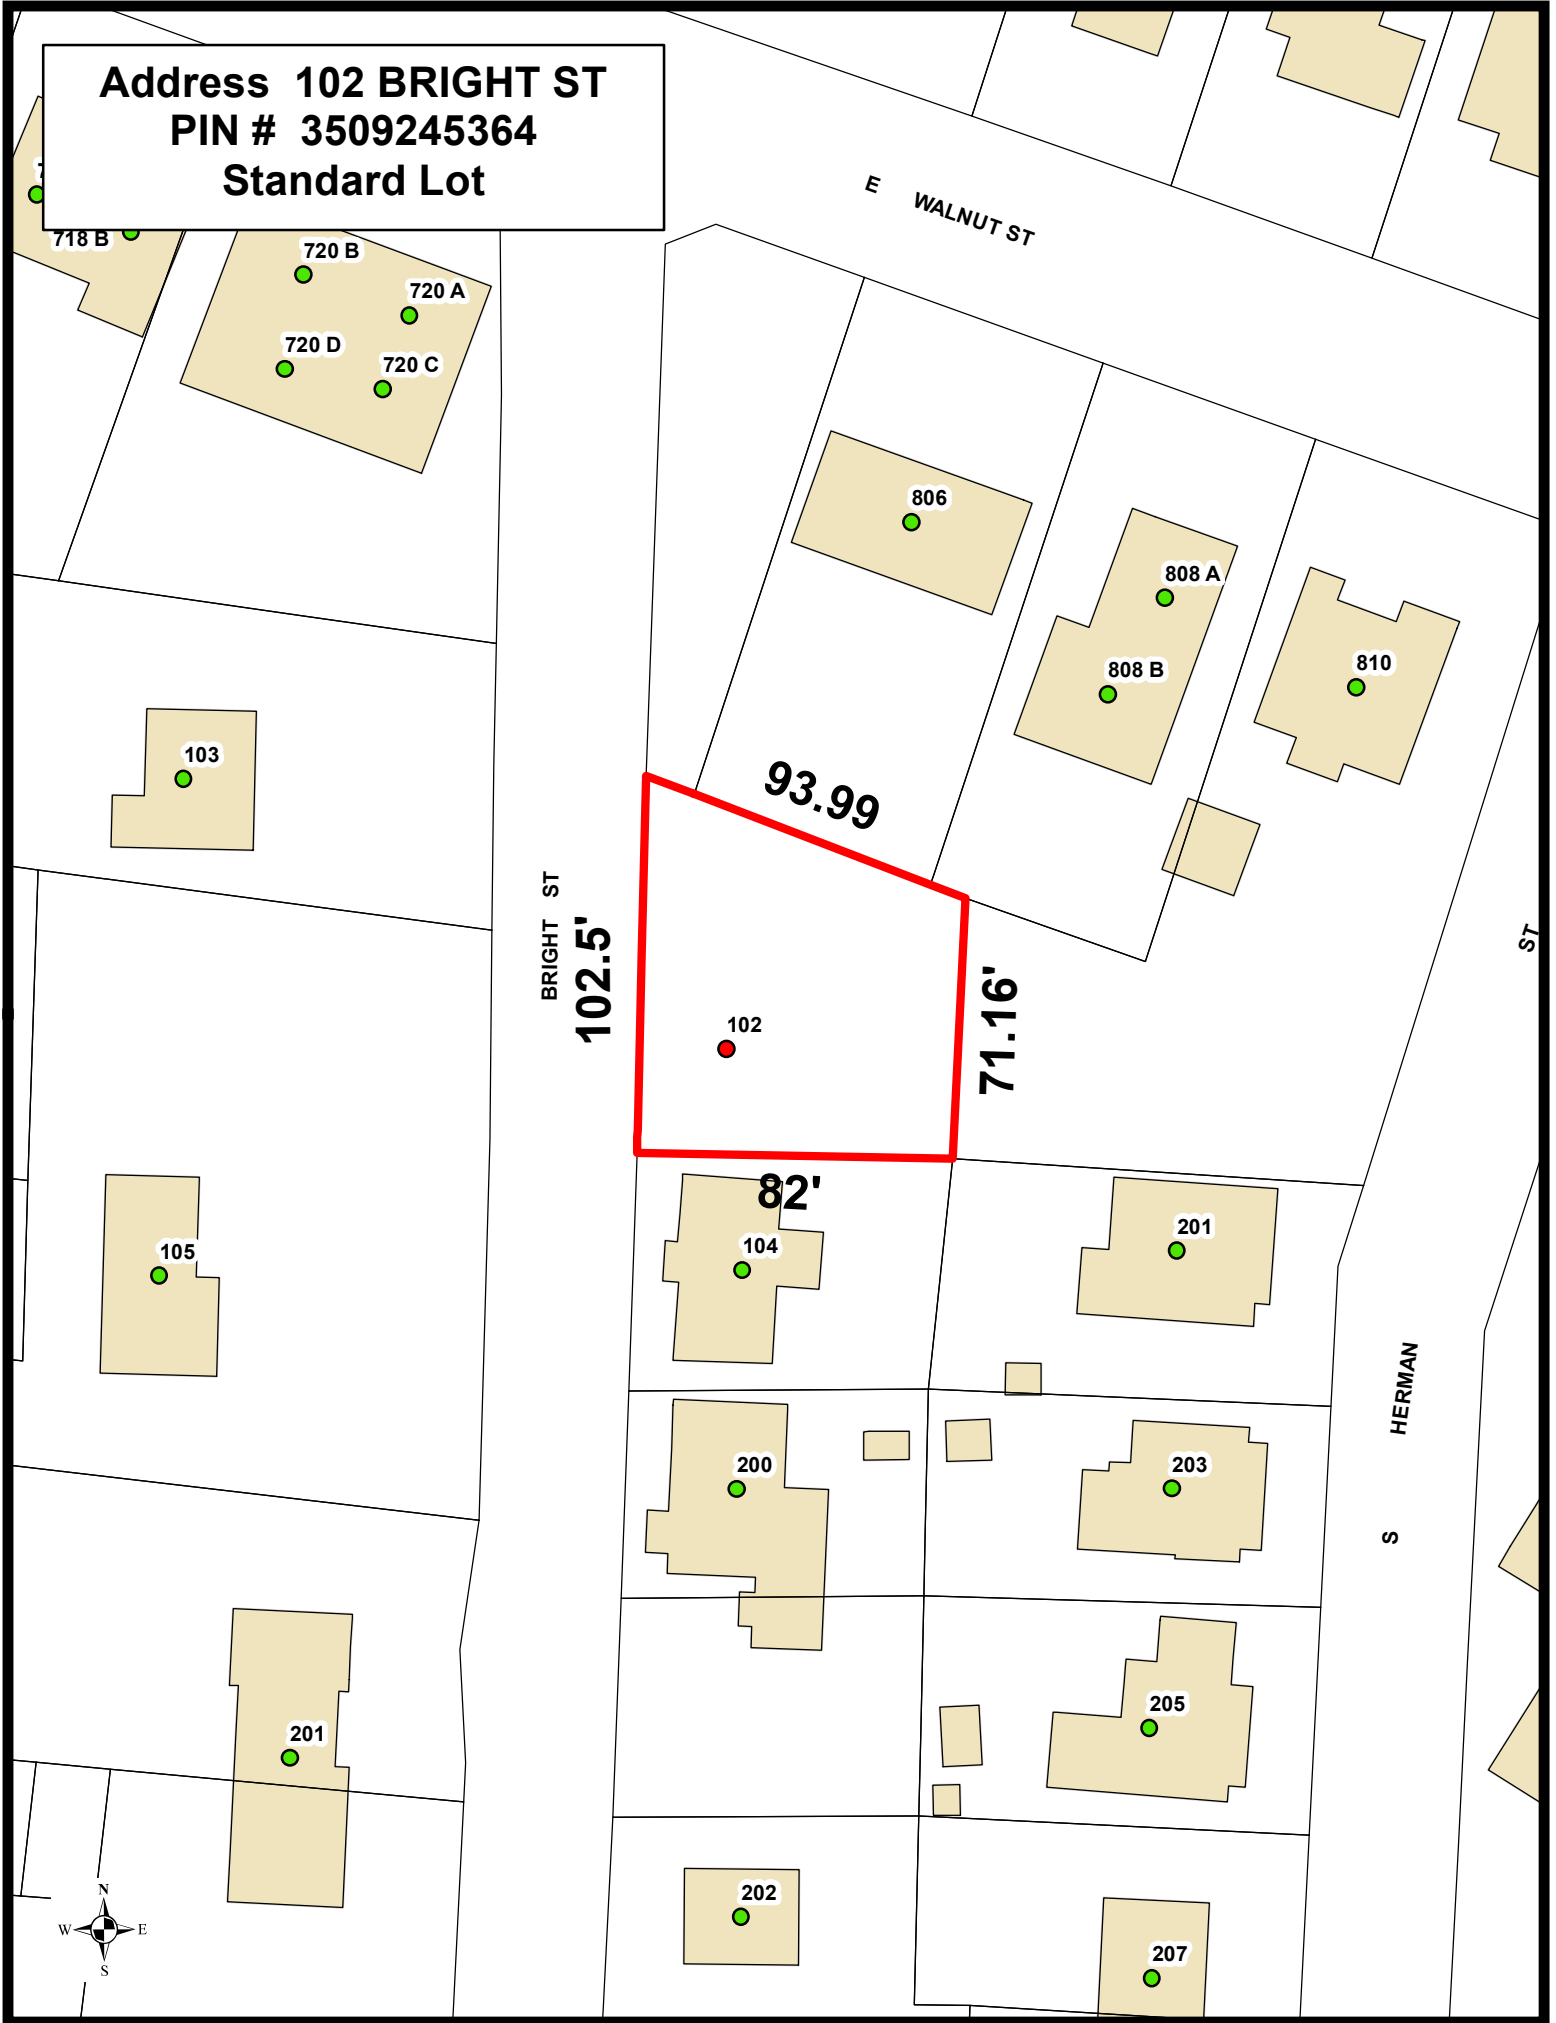 Address 102 BRIGHT ST
PIN # 3509245364
Standard Lot
E WALNUT ST
718 B
720 B
720 A
720 D
720 C
806
808 A
808 B
810
103
93.99
BRIGHT ST
102.5'
102
71.16'
82'
ST
105
104
201
HERMAN
200
203
S
205
201
202
207
N
W E
S